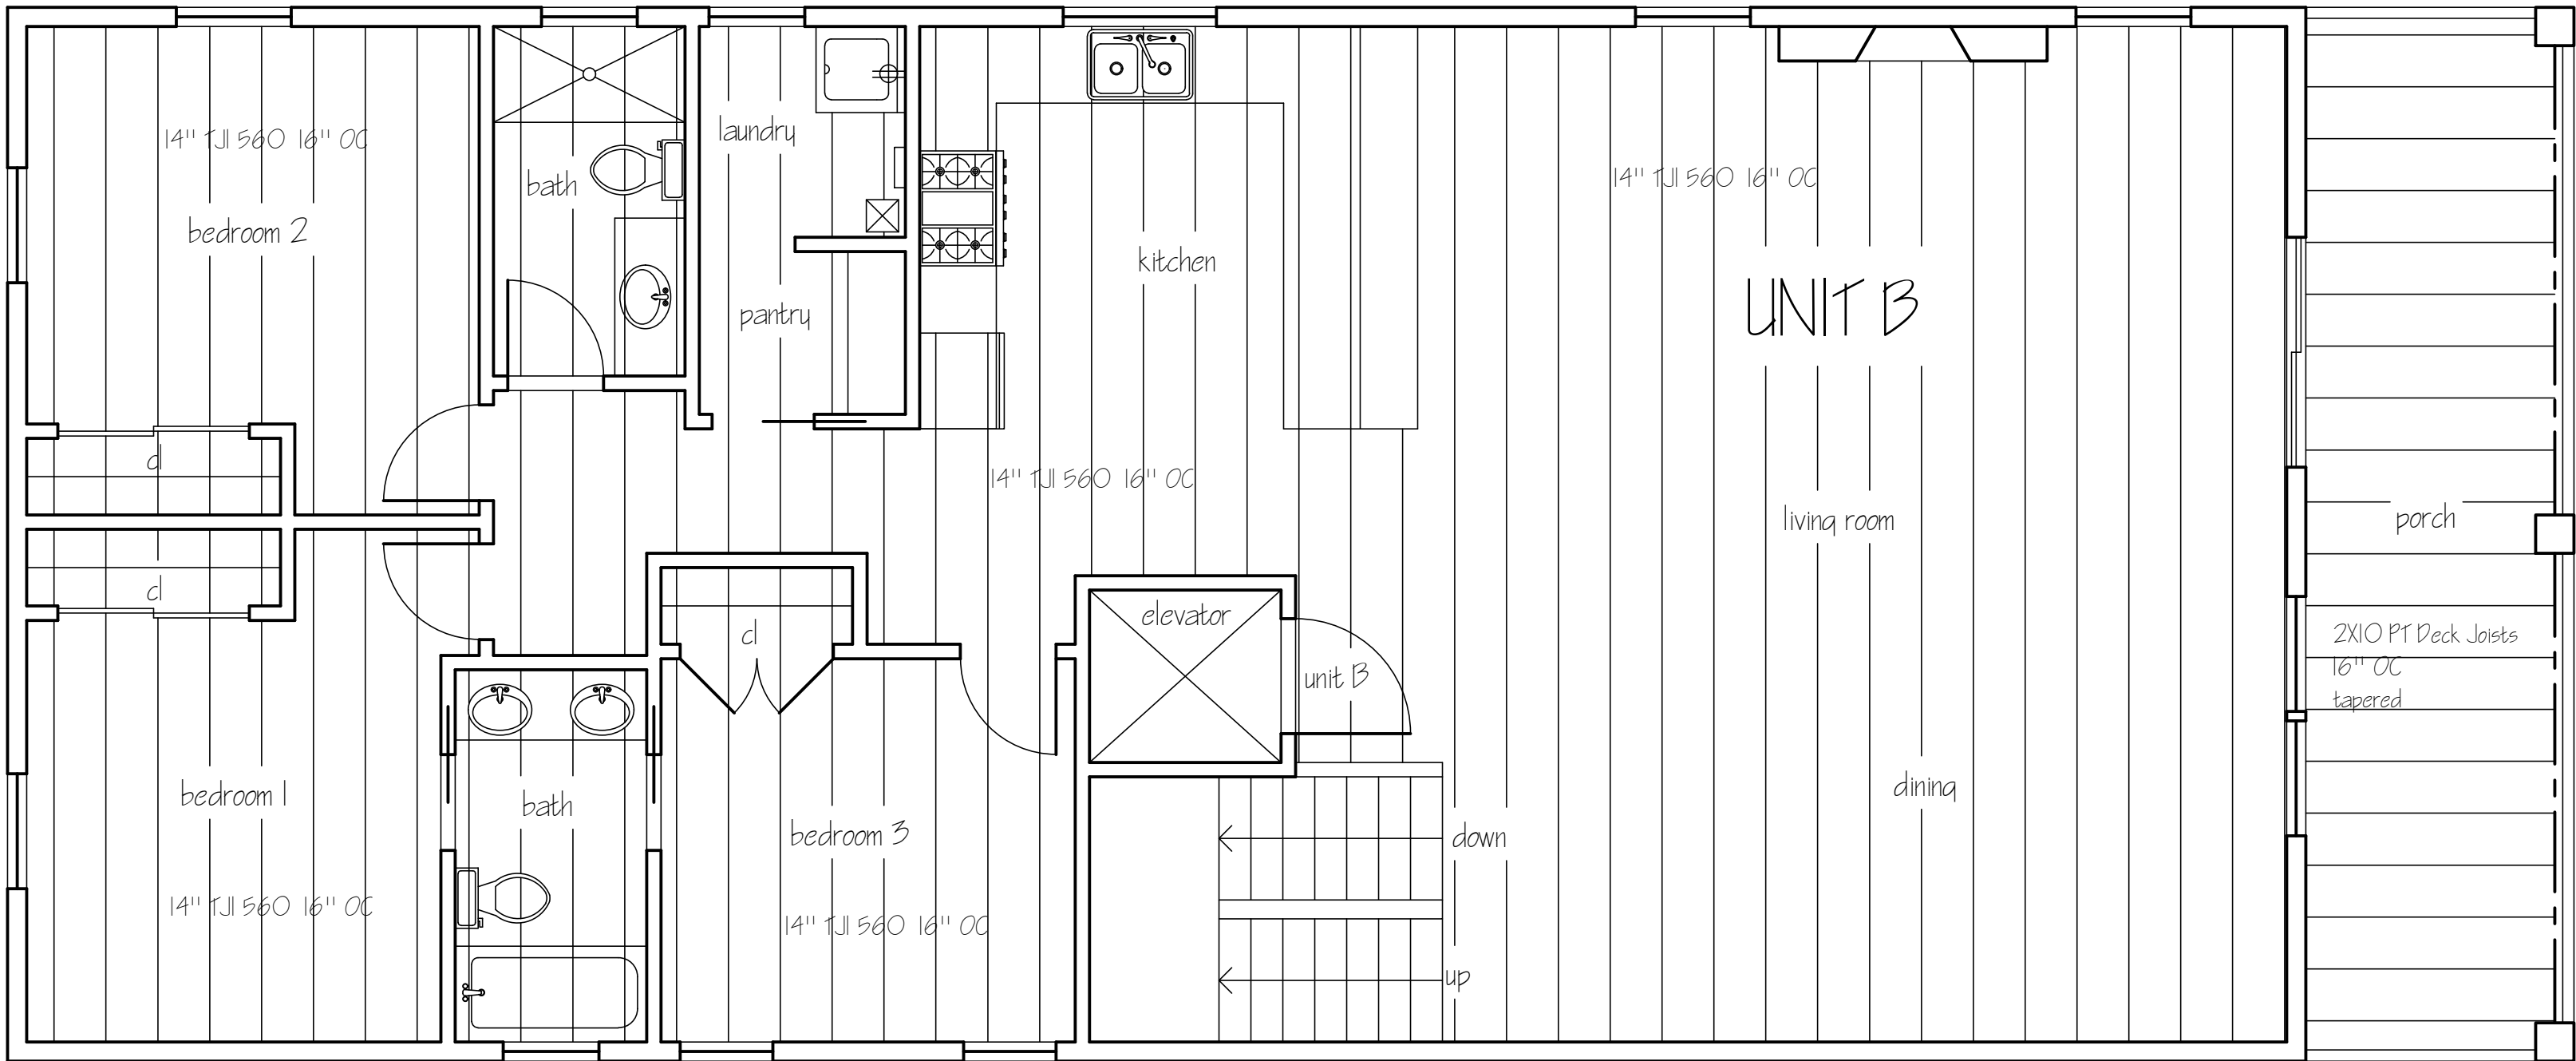 14" TJI 560 16" OC
bedroom 2
bath
laundry
pantry
kitchen
14" TJI 560 16" OC
UNIT B
cl
cl
14" TJI 560 16" OC
living room
porch
elevator
cl
unit B
2X10 PT Deck Joists
16" OC
tapered
bedroom 1
bath
bedroom 3
down
dining
14" TJI 560 16" OC
14" TJI 560 16" OC
up